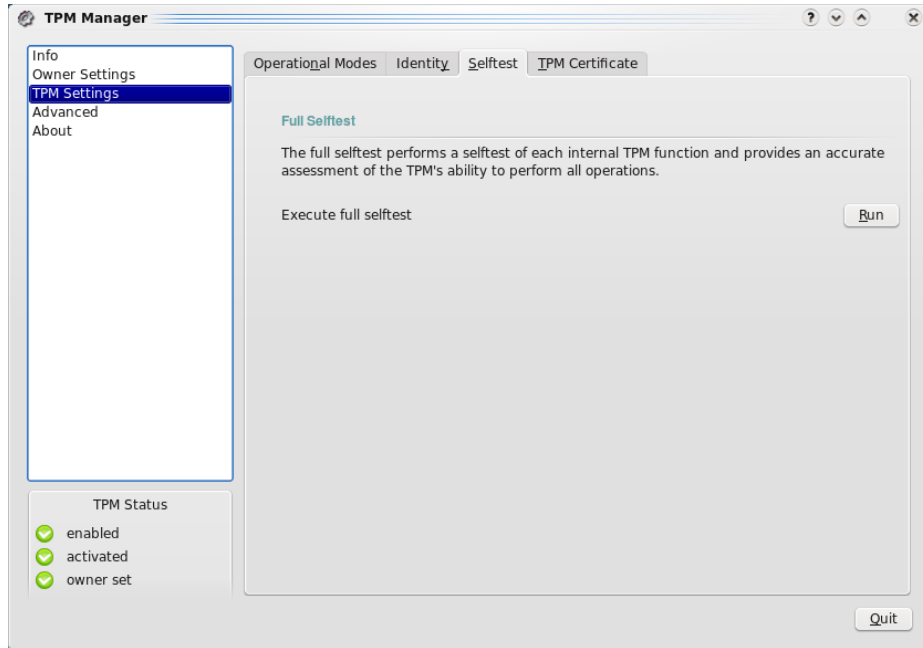 TPM Manager
Info
Owner Settings
TPM Settings
Advanced
About
Operational Modes Identity Selftest TPM Certificate
Full Selftest
The full selftest performs a selftest of each internal TPM function and provides an accurate
assessment of the TPM's ability to perform all operations.
Execute full selftest Run
TPM Status
enabled
activated
owner set
Quit